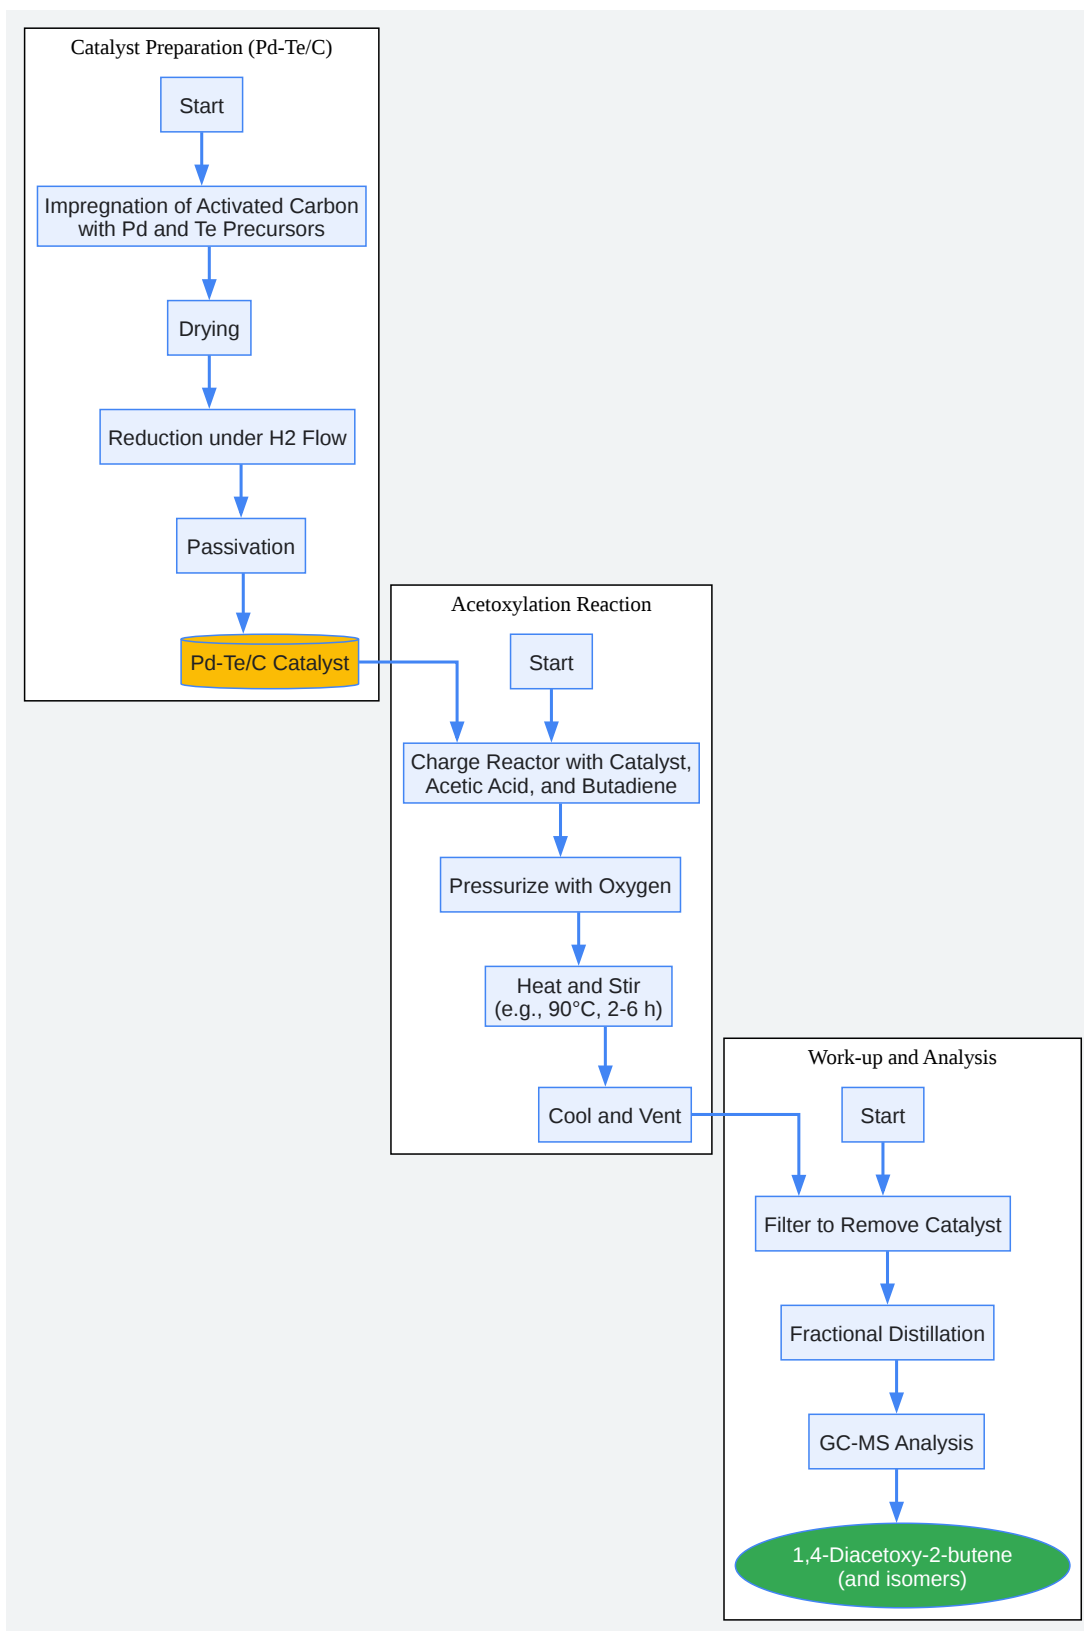 Catalyst Preparation (Pd-Te/C)
Start
Impregnation of Activated Carbon
with Pd and Te Precursors
Drying
Reduction under H2 Flow
Passivation
Pd-Te/C Catalyst
Acetoxylation Reaction
Start
Charge Reactor with Catalyst,
Acetic Acid, and Butadiene
Pressurize with Oxygen
Heat and Stir
(e.g., 90°C, 2-6 h)
Cool and Vent
Work-up and Analysis
Start
Filter to Remove Catalyst
Fractional Distillation
GC-MS Analysis
1,4-Diacetoxy-2-butene
(and isomers)